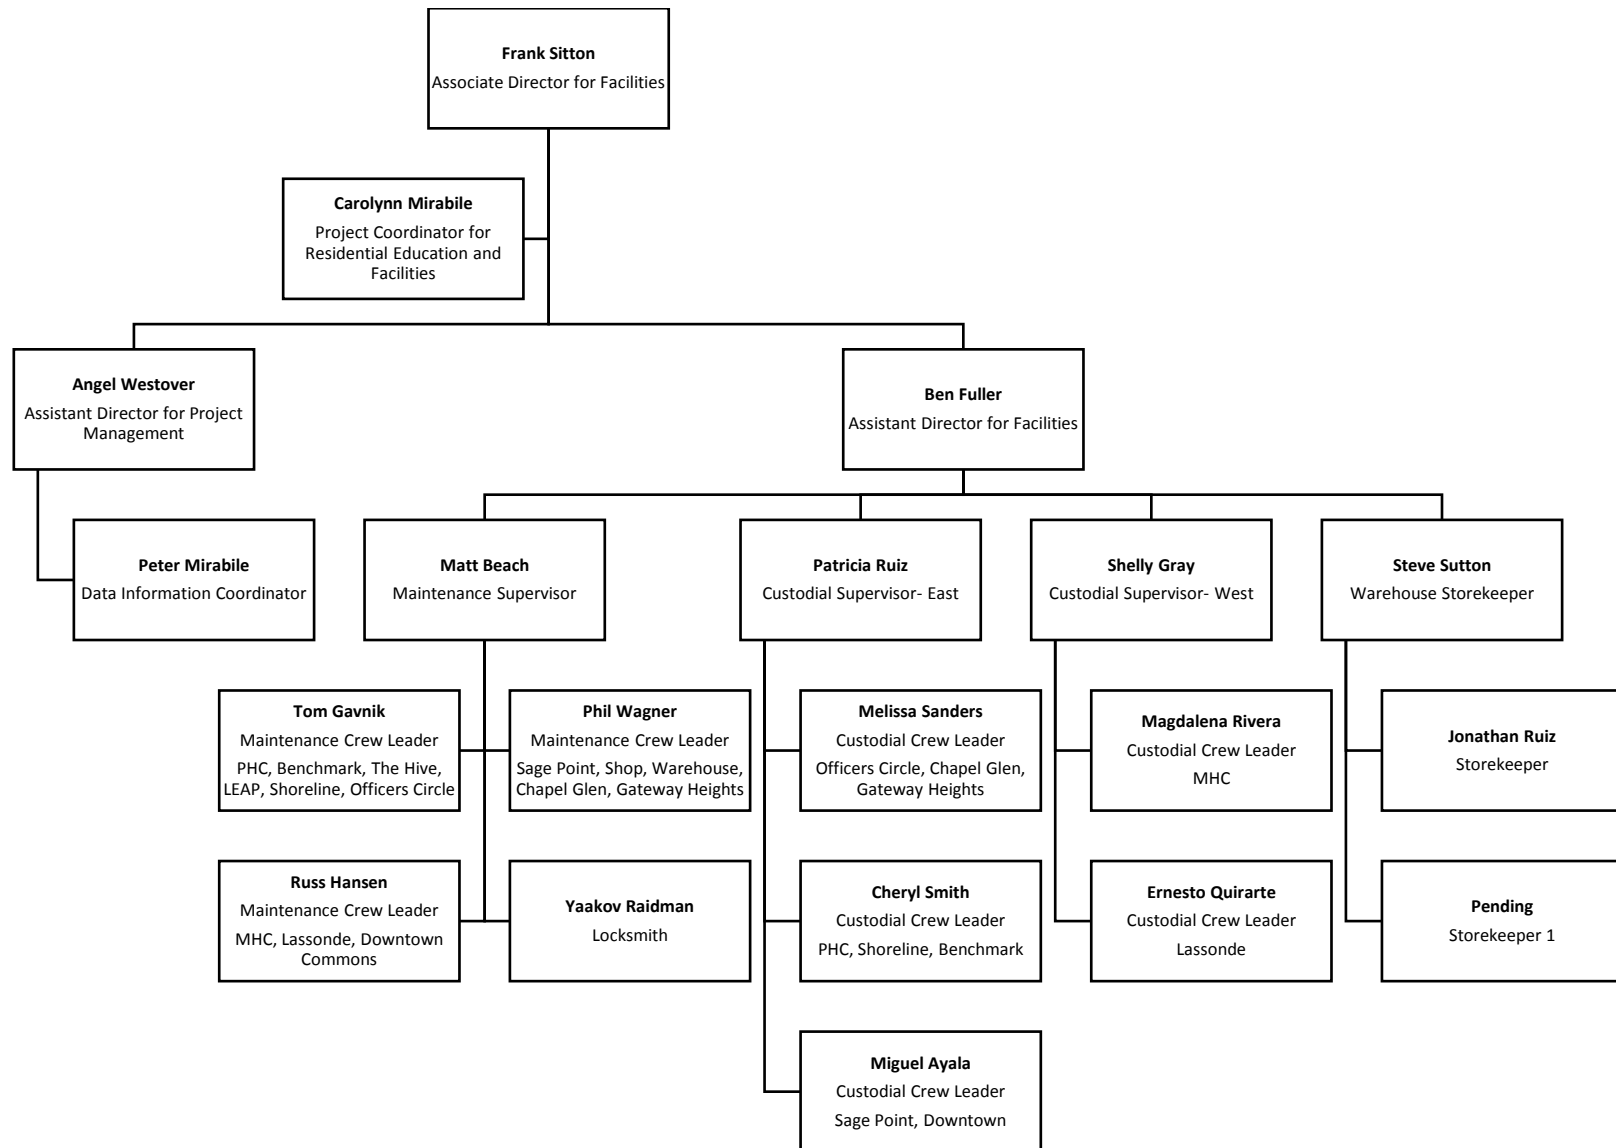 Frank Sitton
Associate Director for Facilities
Carolynn Mirabile
Project Coordinator for
Residential Education and
Facilities
Angel Westover
Assistant Director for Project
Management
Ben Fuller
Assistant Director for Facilities
Peter Mirabile
Data Information Coordinator
Matt Beach
Maintenance Supervisor
Patricia Ruiz
Custodial Supervisor- East
Shelly Gray
Custodial Supervisor- West
Steve Sutton
Warehouse Storekeeper
Tom Gavnik
Maintenance Crew Leader
PHC, Benchmark, The Hive,
LEAP, Shoreline, Officers Circle
Phil Wagner
Maintenance Crew Leader
Sage Point, Shop, Warehouse,
Chapel Glen, Gateway Heights
Melissa Sanders
Custodial Crew Leader
Officers Circle, Chapel Glen,
Gateway Heights
Magdalena Rivera
Custodial Crew Leader
MHC
Jonathan Ruiz
Storekeeper
Russ Hansen
Maintenance Crew Leader
MHC, Lassonde, Downtown
Commons
Yaakov Raidman
Locksmith
Cheryl Smith
Custodial Crew Leader
PHC, Shoreline, Benchmark
Ernesto Quirarte
Custodial Crew Leader
Lassonde
Pending
Storekeeper 1
Miguel Ayala
Custodial Crew Leader
Sage Point, Downtown